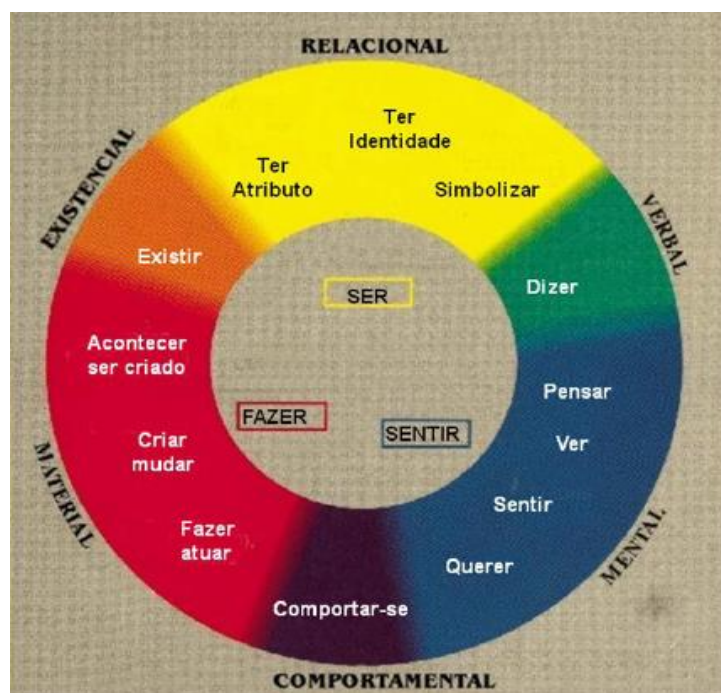 RELACIONAL
Ter
Identidade
Ter
Atributo
Simbolizar
EXISTENCIAL
Existir
VERBAL
Dizer
SER
Acontecer
ser criado
Pensar
FAZER
SENTIR
Ver
Criar
mudar
MATERIAL
Sentir
Fazer
atuar
Querer
MENTAL
Comportar-se
COMPORTAMENTAL